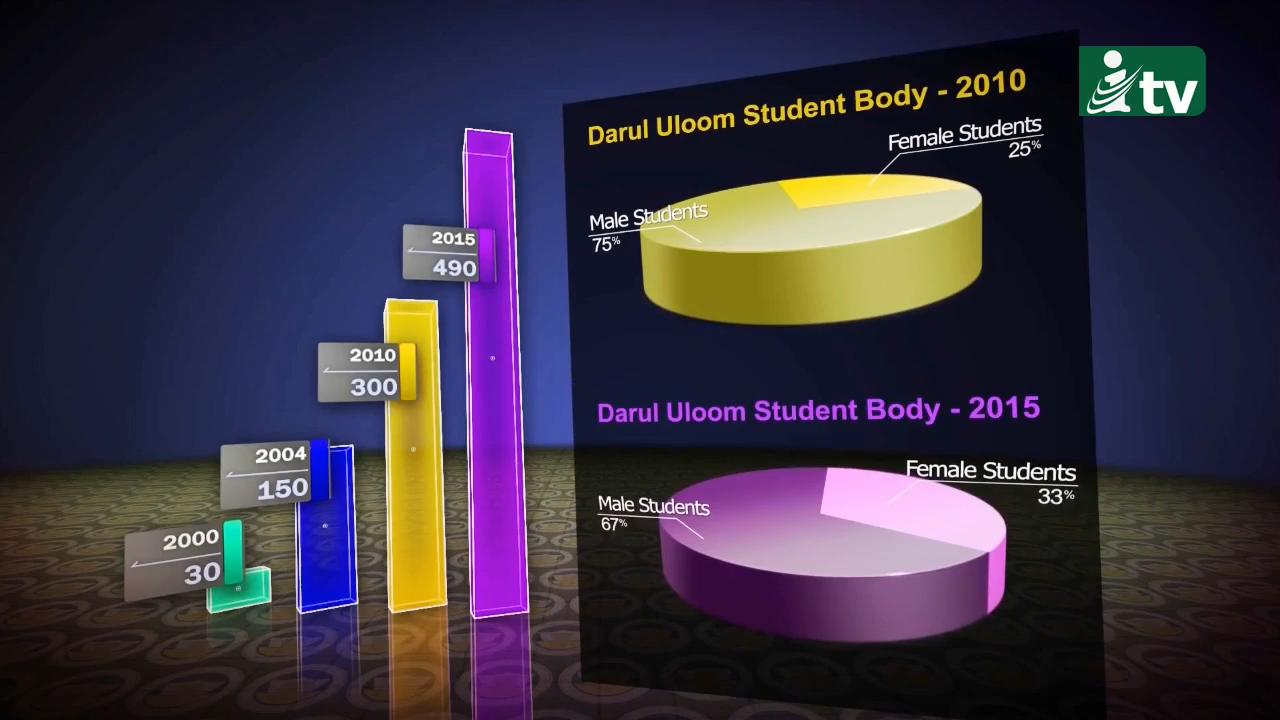 itv
2015
490
2010
300
2004
150
2000
30
Darul Uloom Student Body - 2010
Female Students
25%
Male Students
75%
Darul Uloom Student Body - 2015
Female Students
33%
Male Students
67%